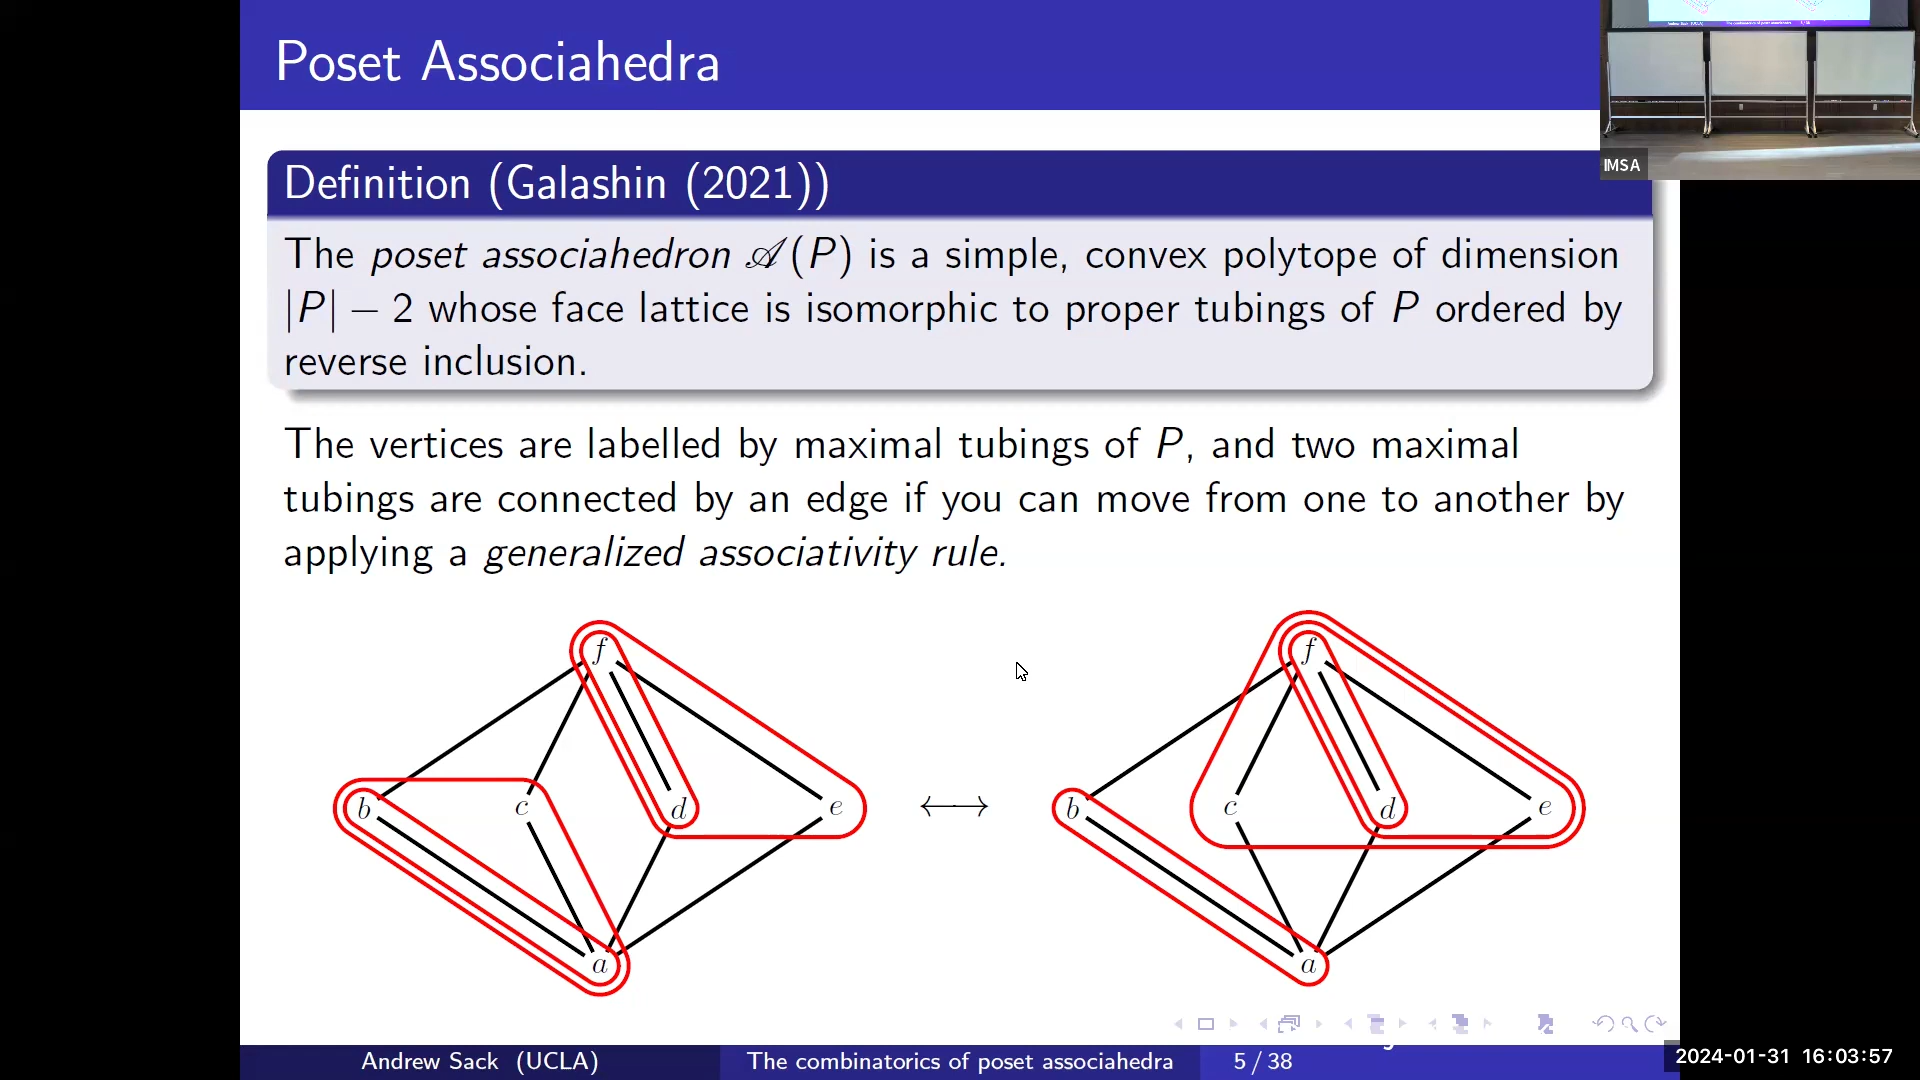 Poset Associahedra
IMSA
Definition (Galashin (2021))
The poset associahedron 𝒜(P) is a simple, convex polytope of dimension
|P| − 2 whose face lattice is isomorphic to proper tubings of P ordered by
reverse inclusion.
The vertices are labelled by maximal tubings of P, and two maximal
tubings are connected by an edge if you can move from one to another by
applying a generalized associativity rule.
f f
b c d e ⟷ b c d e
a a
Andrew Sack (UCLA) The combinatorics of poset associahedra 5 / 38
2024-01-31 16:03:57